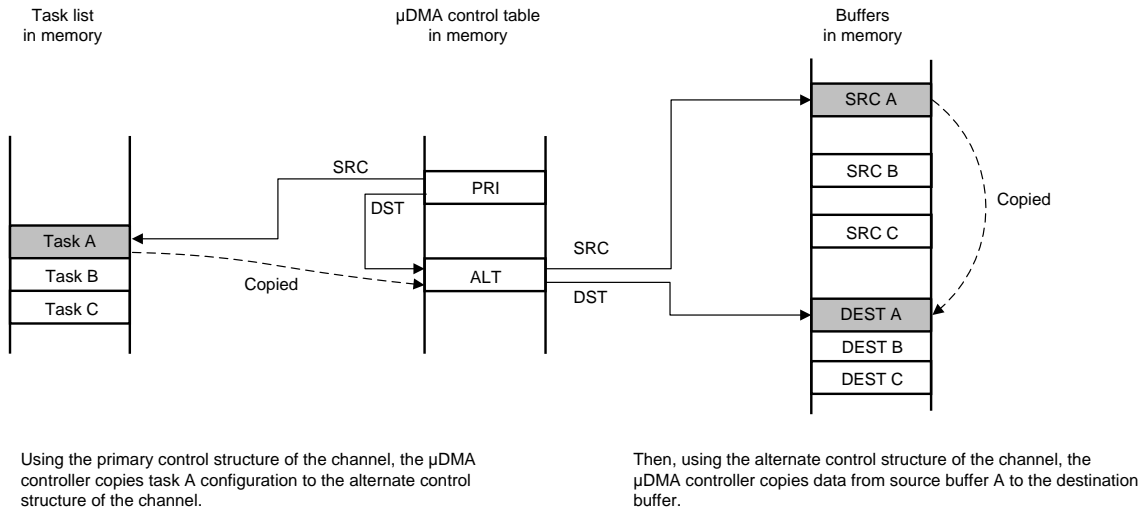 Task list
in memory
µDMA control table
in memory
Buffers
in memory
SRC A
SRC
PRI
SRC B
DST
Copied
SRC C
Task A
SRC
Task B
Copied
ALT
DST
Task C
DEST A
DEST B
DEST C
Using the primary control structure of the channel, the µDMA
controller copies task A configuration to the alternate control
structure of the channel.
Then, using the alternate control structure of the channel, the
µDMA controller copies data from source buffer A to the destination
buffer.